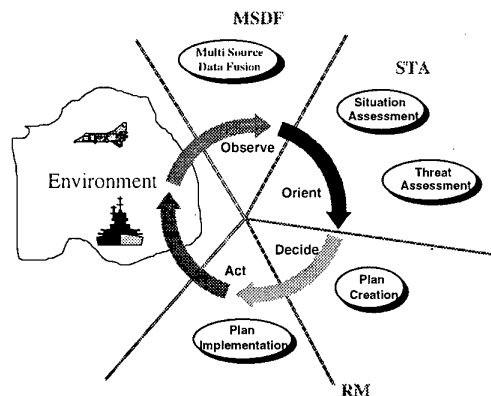 MSDF
Multi Source
Data Fusion
STA
Situation
Assessment
Observe
Threat
Assessment
Environment
Orient
Decide
Act
Plan
Creation
Plan
Implementation
RM